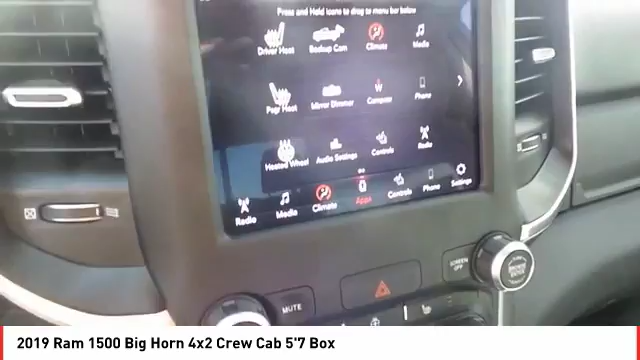 Press and Hold icons to drag to menu bar below
Driver Heat Backup Cam Climate Media
Pass Heat Mirror Dimmer Compass Phone
Heated Wheel Audio Settings Controls Radio
Radio Media Climate Apps Controls Phone Settings
SCREEN OFF
MUTE
2019 Ram 1500 Big Horn 4x2 Crew Cab 5'7 Box